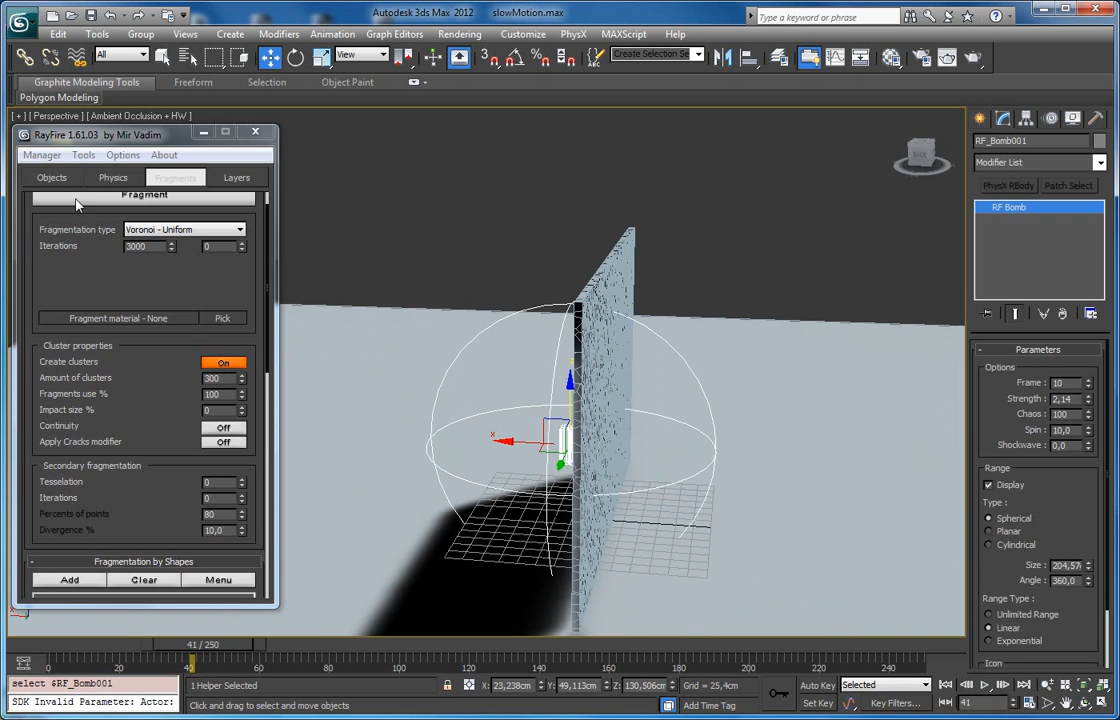 Autodesk 3ds Max 2012 slowMotion.max
Type a keyword or phrase
Edit Tools Group Views Create Modifiers Animation Graph Editors Rendering Customize PhysX MAXScript Help
All View Create Selection Se
Graphite Modeling Tools Freeform Selection Object Paint
Polygon Modeling
[ + ] [ Perspective ] [ Ambient Occlusion + HW ]
RayFire 1.61.03 by Mir Vadim
Manager Tools Options About
Objects Physics Fragments Layers
Fragment
Fragmentation type Voronoi - Uniform
Iterations 3000 0
Fragment material - None Pick
Cluster properties
Create clusters On
Amount of clusters 300
Fragments use % 100
Impact size % 0
Continuity Off
Apply Cracks modifier Off
Secondary fragmentation
Tesselation 0
Iterations 0
Percents of points 80
Divergence % 10,0
- Fragmentation by Shapes
Add Clear Menu
BACK
x
z
RF_Bomb001
Modifier List
PhysX RBody Patch Select
RF Bomb
- Parameters
Options
Frame : 10
Strength : 2,14
Chaos : 100
Spin : 10,0
Shockwave : 0,0
Range
Display
Type :
Spherical
Planar
Cylindrical
Size : 204,57
Angle : 360,0
Range Type :
Unlimited Range
Linear
Exponential
Icon
41 / 250
0 20 40 60 80 100 120 140 160 180 200 220 240
select $RF_Bomb001
SDK Invalid Parameter: Actor:
1 Helper Selected
X: 23,238cm Y: 49,113cm Z: 130,506cm Grid = 25,4cm
Click and drag to select and move objects
Add Time Tag
Auto Key Selected
Set Key Key Filters...
41